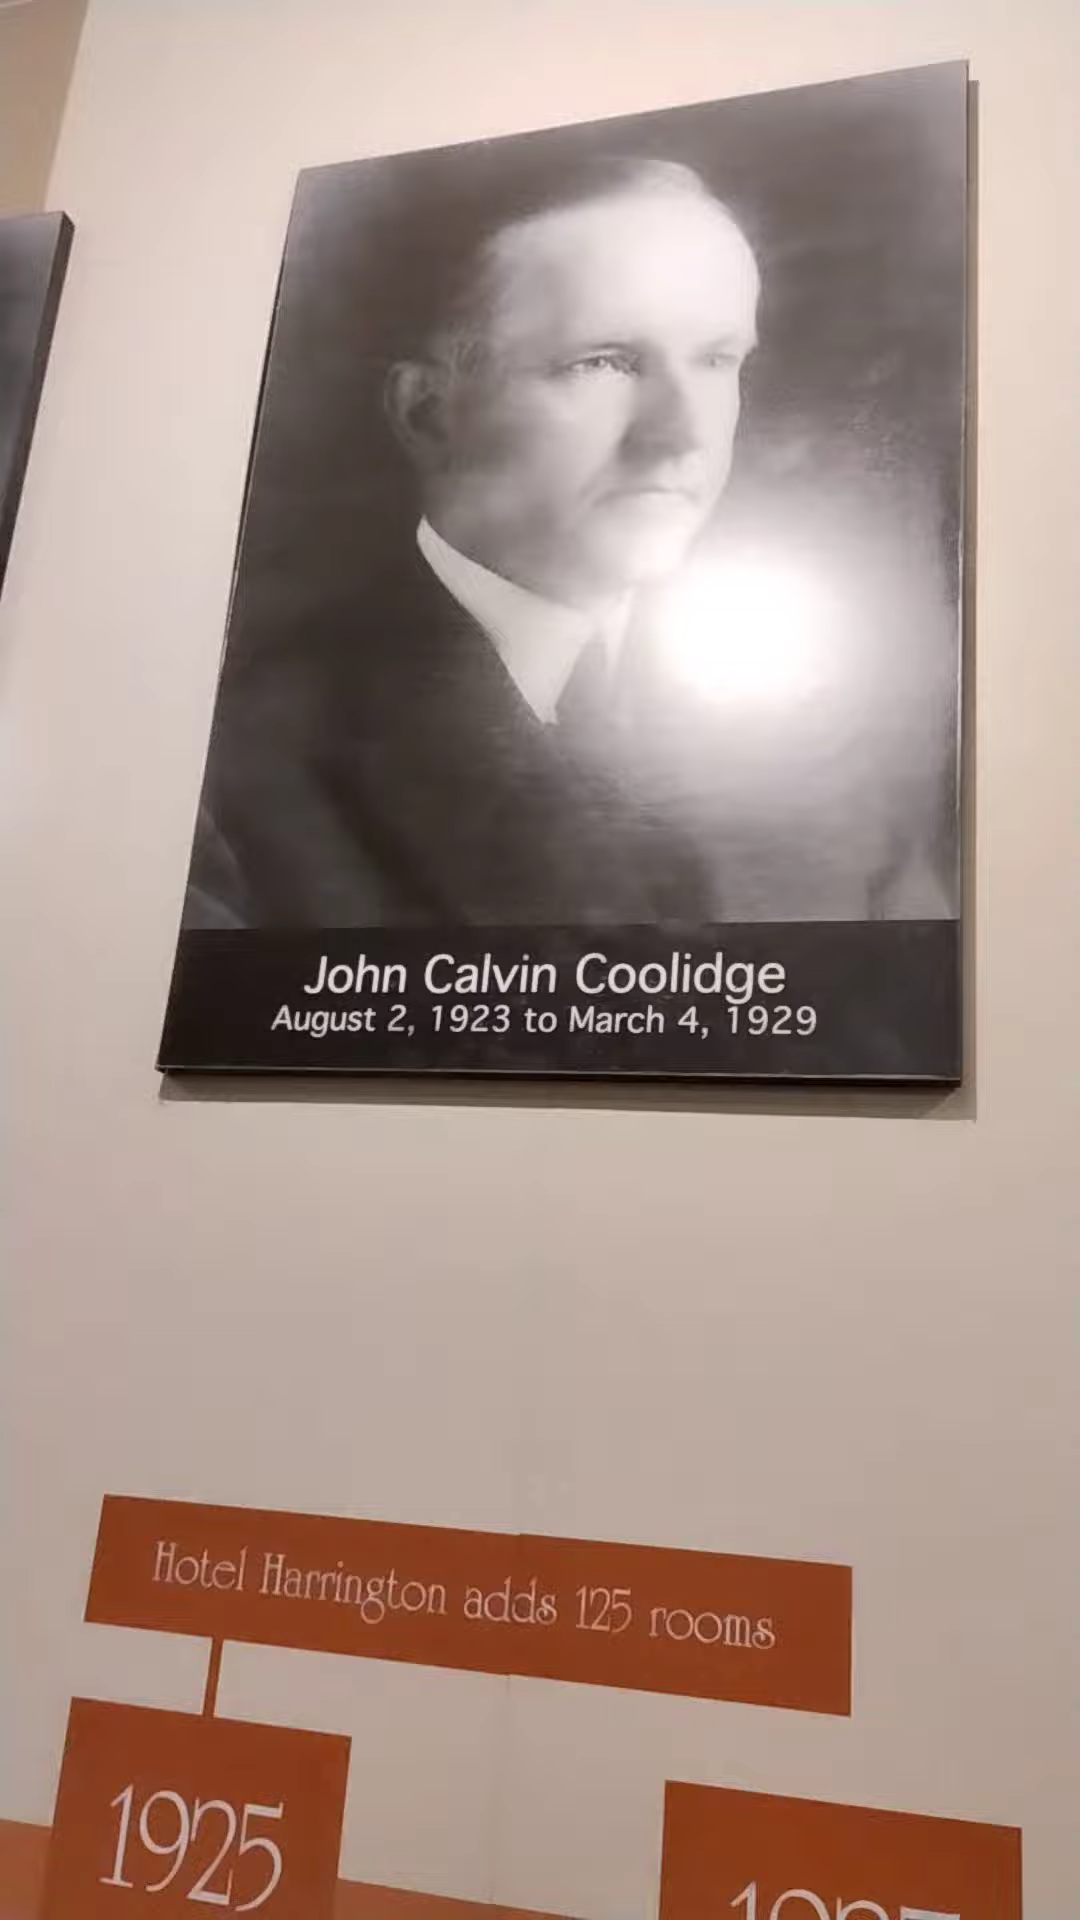 John Calvin Coolidge
August 2, 1923 to March 4, 1929
Hotel Harrington adds 125 rooms
1925